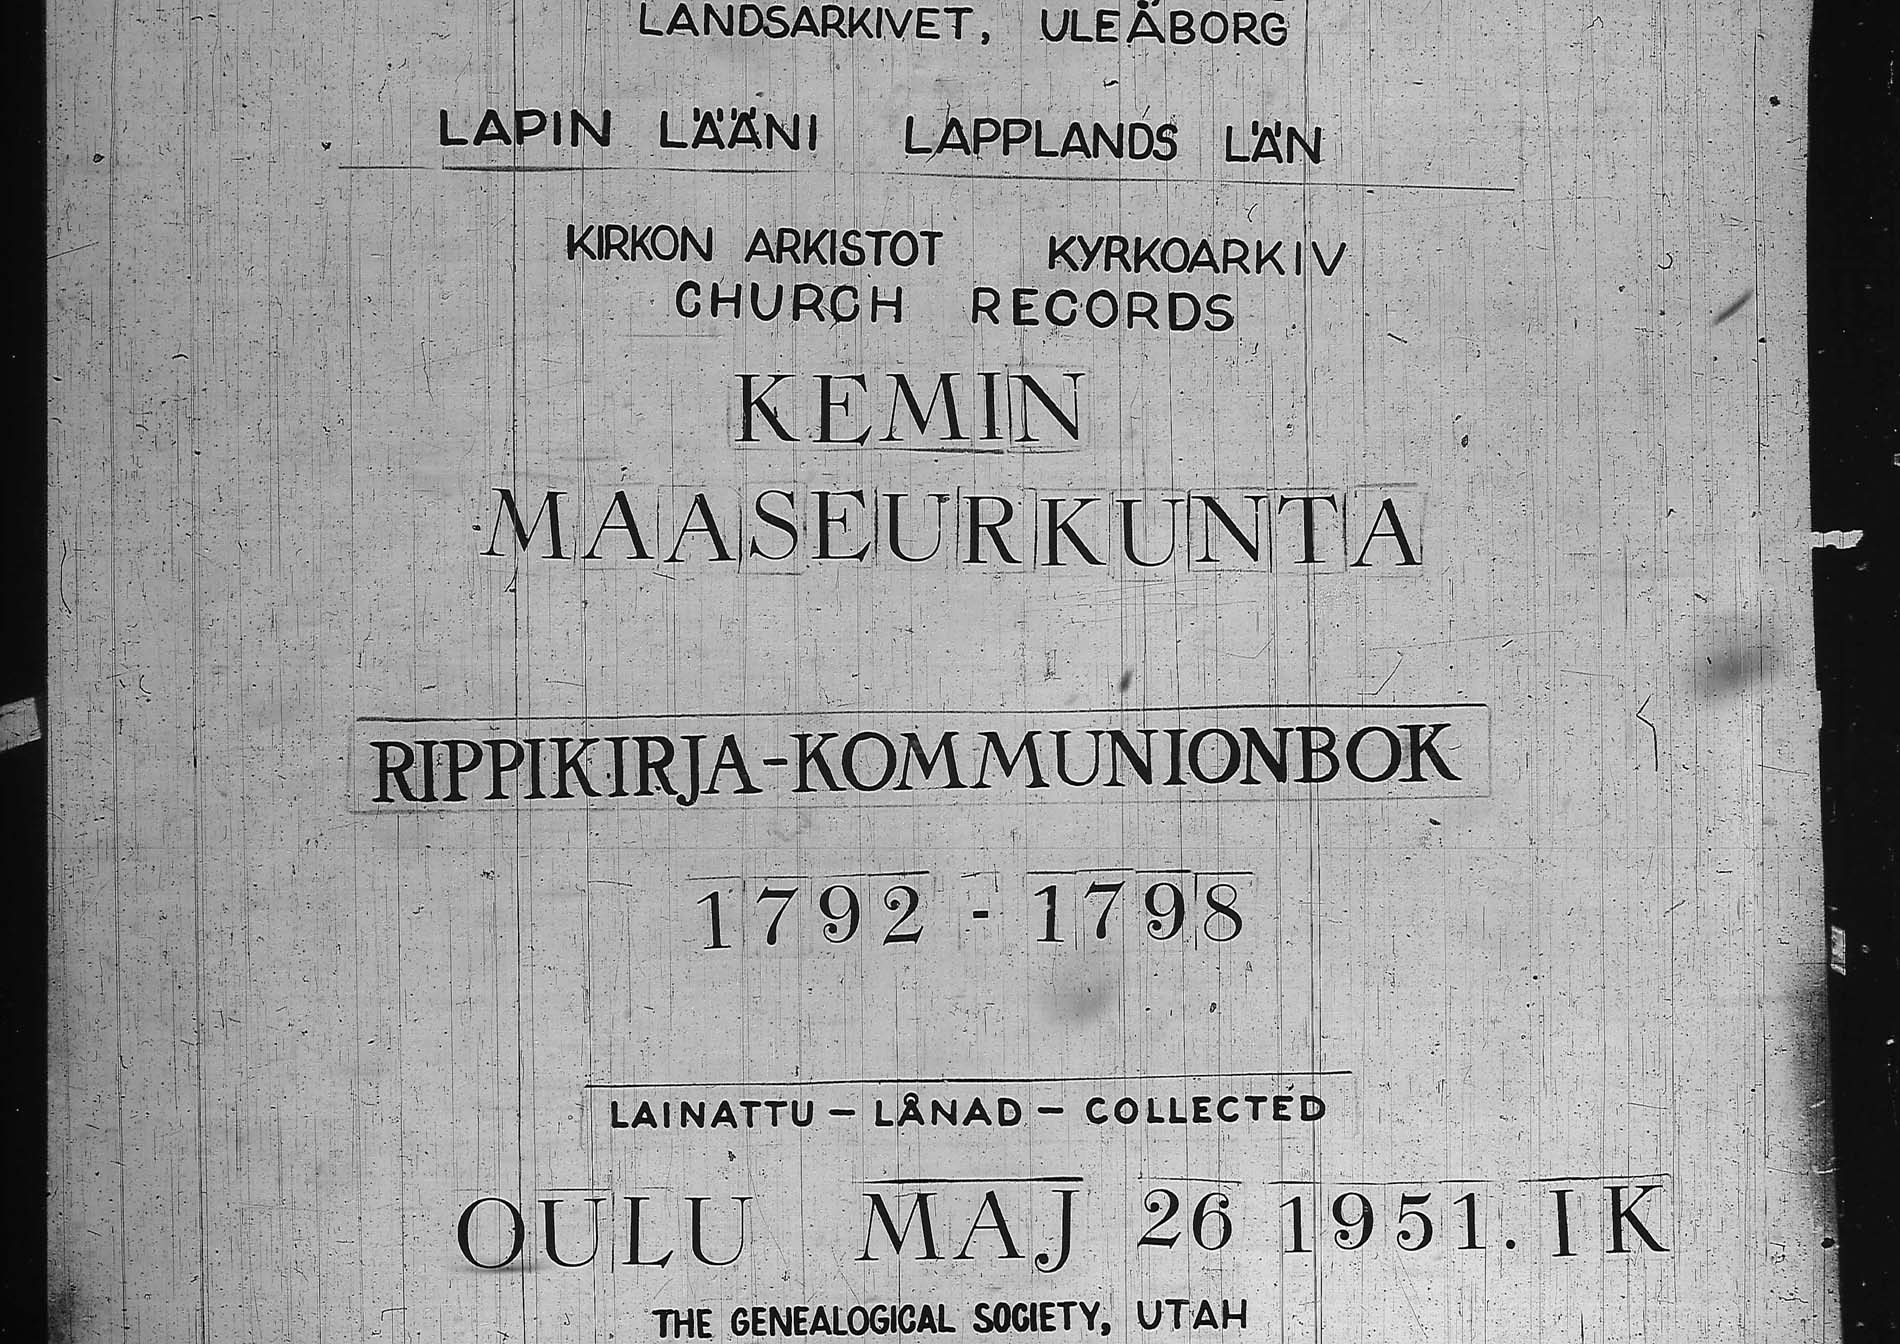 LANDSARKIVET, ULEÅBORG
LAPIN LÄÄNI LAPPLANDS LÄN
KIRKON ARKISTOT KYRKOARKIV
CHURCH RECORDS
KEMIN
MAASEURKUNTA
RIPPIKIRJA-KOMMUNIONBOK
1792 - 1798
LAINATTU - LÅNAD - COLLECTED
OULU MAJ 26 1951. IK
THE GENEALOGICAL SOCIETY, UTAH